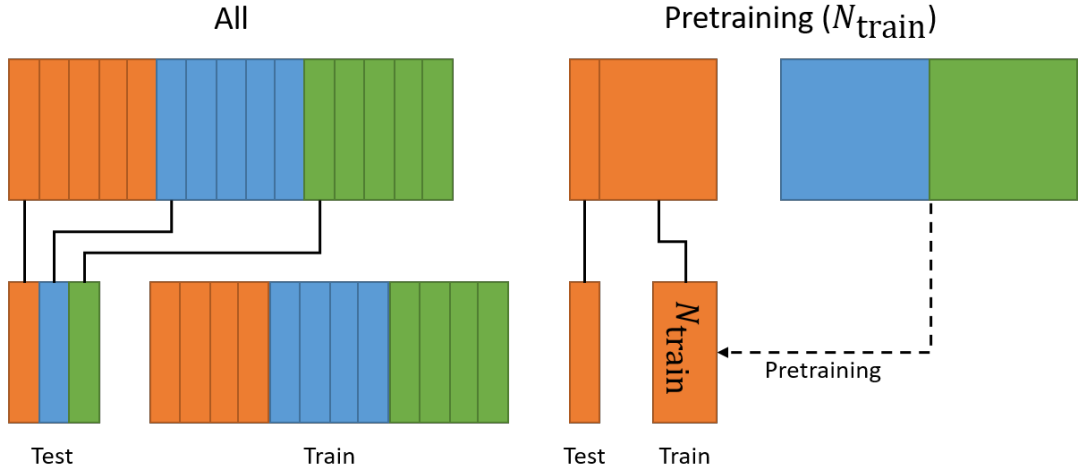 All
Pretraining (N_train)
N_train
Pretraining
Test
Train
Test
Train